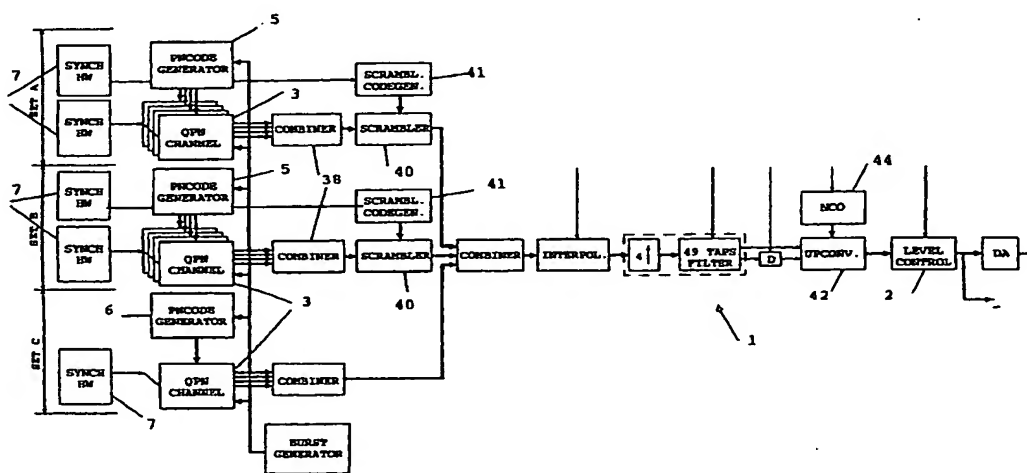 5
7
SYNCH
HW
PNCODE
GENERATOR
SCRAMBL.
CODEGEN.
41
SET A
SYNCH
HW
3
QPN
CHANNEL
COMBINER
SCRAMBLER
40
38
5
44
7
SYNCH
HW
PNCODE
GENERATOR
SCRAMBL.
CODEGEN.
41
NCO
SET B
SYNCH
HW
QPN
CHANNEL
COMBINER
SCRAMBLER
40
COMBINER
INTERPOL.
4
49 TAPS
FILTER
D
UPCONV.
42
LEVEL
CONTROL
2
DA
3
1
6
PNCODE
GENERATOR
SET C
SYNCH
HW
7
QPN
CHANNEL
COMBINER
BURST
GENERATOR